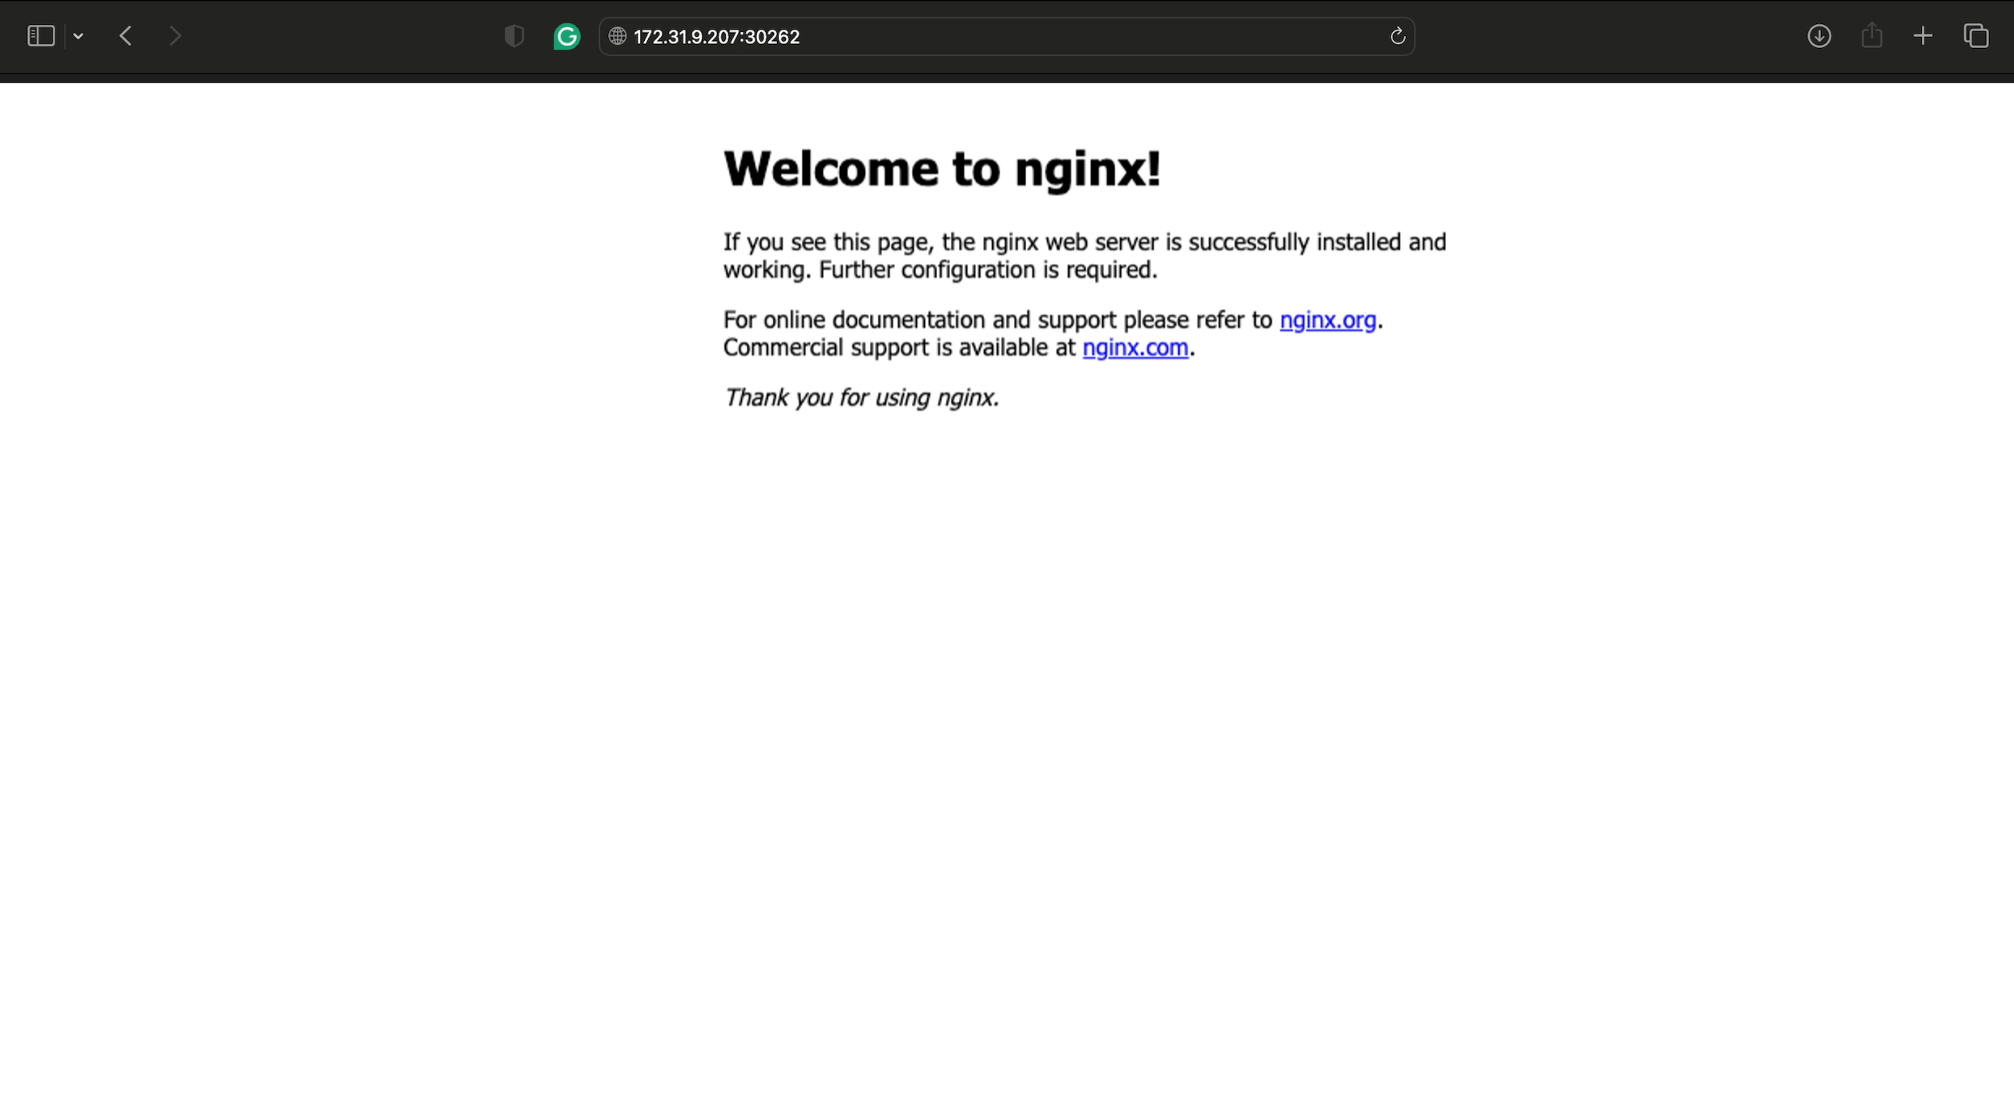 172.31.9.207:30262
Welcome to nginx!
If you see this page, the nginx web server is successfully installed and
working. Further configuration is required.
For online documentation and support please refer to nginx.org.
Commercial support is available at nginx.com.
Thank you for using nginx.